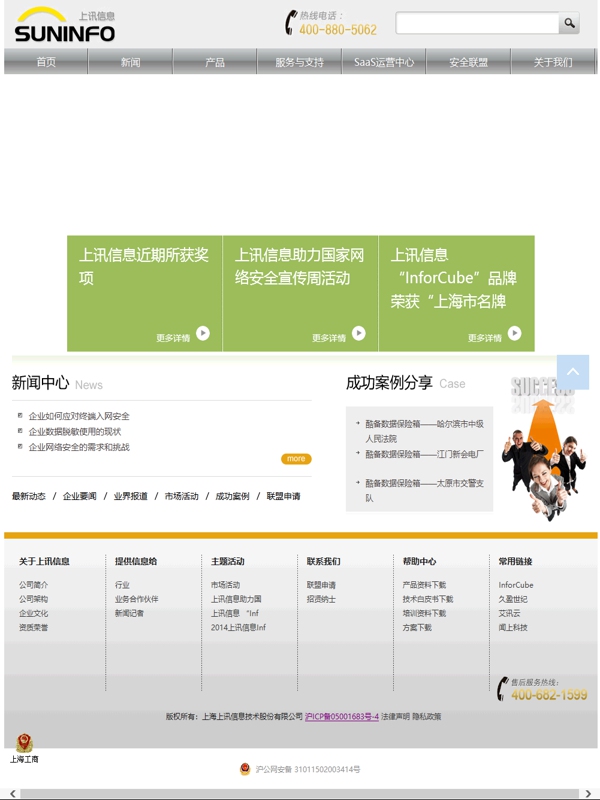 上讯信息
SUNINFO
热线电话：
400-880-5062
首页 新闻 产品 服务与支持 SaaS运营中心 安全联盟 关于我们
上讯信息近期所获奖
项
更多详情
上讯信息助力国家网
络安全宣传周活动
更多详情
上讯信息
“InforCube”品牌
荣获“上海市名牌
更多详情
新闻中心 News
企业如何应对终端入网安全
企业数据脱敏使用的现状
企业网络安全的需求和挑战
more
最新动态 / 企业要闻 / 业界报道 / 市场活动 / 成功案例 / 联盟申请
成功案例分享 Case
酷备数据保险箱——哈尔滨市中级
人民法院
酷备数据保险箱——江门新会电厂
酷备数据保险箱——太原市交警支
队
SUCCESS
关于上讯信息
公司简介
公司架构
企业文化
资质荣誉
提供信息给
行业
业务合作伙伴
新闻记者
主题活动
市场活动
上讯信息助力国
上讯信息 “Inf
2014上讯信息Inf
联系我们
联盟申请
招贤纳士
帮助中心
产品资料下载
技术白皮书下载
培训资料下载
方案下载
常用链接
InforCube
久盈世纪
艾讯云
闻上科技
售后服务热线：
400-682-1599
版权所有：上海上讯信息技术股份有限公司 沪ICP备05001683号-4 法律声明 隐私政策
上海工商
沪公网安备 31011502003414号